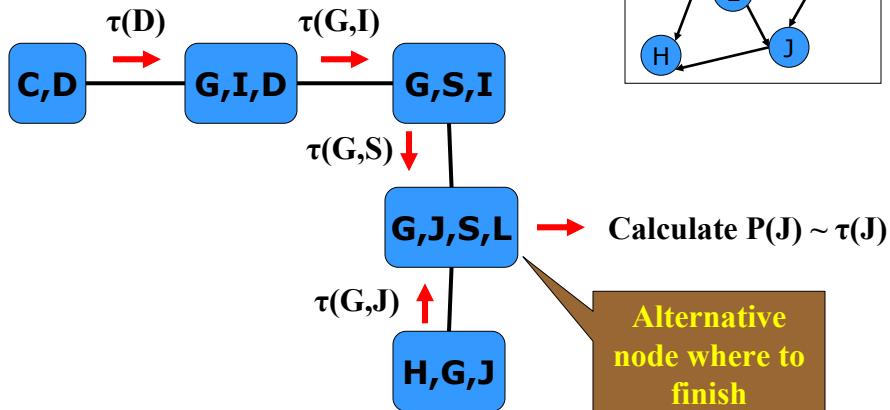 τ(D)
τ(G,I)
C,D
G,I,D
G,S,I
H
J
τ(G,S)
G,J,S,L
Calculate P(J) ~ τ(J)
τ(G,J)
H,G,J
Alternative
node where to
finish